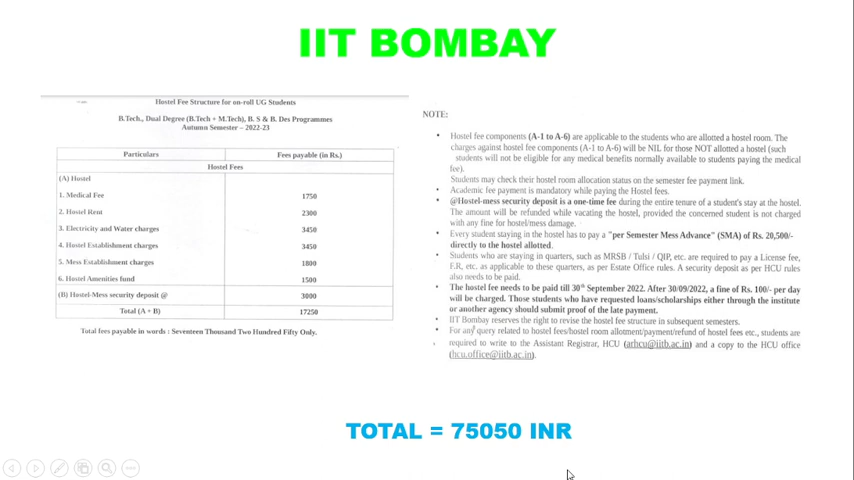 IIT BOMBAY
Hostel Fee Structure for on-roll UG Students
B.Tech., Dual Degree (B.Tech + M.Tech), B. S & B. Des Programmes
Autumn Semester – 2022-23
Particulars Fees payable (in Rs.)
Hostel Fees
(A) Hostel
1. Medical Fee 1750
2. Hostel Rent 2300
3. Electricity and Water charges 3450
4. Hostel Establishment charges 3450
5. Mess Establishment charges 1800
6. Hostel Amenities fund 1500
(B) Hostel-Mess security deposit @ 3000
Total (A + B) 17250
Total fees payable in words : Seventeen Thousand Two Hundred Fifty Only.
NOTE:
• Hostel fee components (A-1 to A-6) are applicable to the students who are allotted a hostel room. The
charges against hostel fee components (A-1 to A-6) will be NIL for those NOT allotted a hostel (such
students will not be eligible for any medical benefits normally available to students paying the medical
fee).
Students may check their hostel room allocation status on the semester fee payment link.
• Academic fee payment is mandatory while paying the Hostel fees.
• @Hostel-mess security deposit is a one-time fee during the entire tenure of a student's stay at the hostel.
The amount will be refunded while vacating the hostel, provided the concerned student is not charged
with any fine for hostel/mess damage.
• Every student staying in the hostel has to pay a "per Semester Mess Advance" (SMA) of Rs. 20,500/-
directly to the hostel allotted.
• Students who are staying in quarters, such as MRSB / Tulsi / QIP, etc. are required to pay a License fee,
F.R, etc. as applicable to these quarters, as per Estate Office rules. A security deposit as per HCU rules
also needs to be paid.
• The hostel fee needs to be paid till 30th September 2022. After 30/09/2022, a fine of Rs. 100/- per day
will be charged. Those students who have requested loans/scholarships either through the institute
or another agency should submit proof of the late payment.
• IIT Bombay reserves the right to revise the hostel fee structure in subsequent semesters.
• For any query related to hostel fees/hostel room allotment/payment/refund of hostel fees etc., students are
required to write to the Assistant Registrar, HCU (arhcu@iitb.ac.in) and a copy to the HCU office
(hcu.office@iitb.ac.in).
TOTAL = 75050 INR